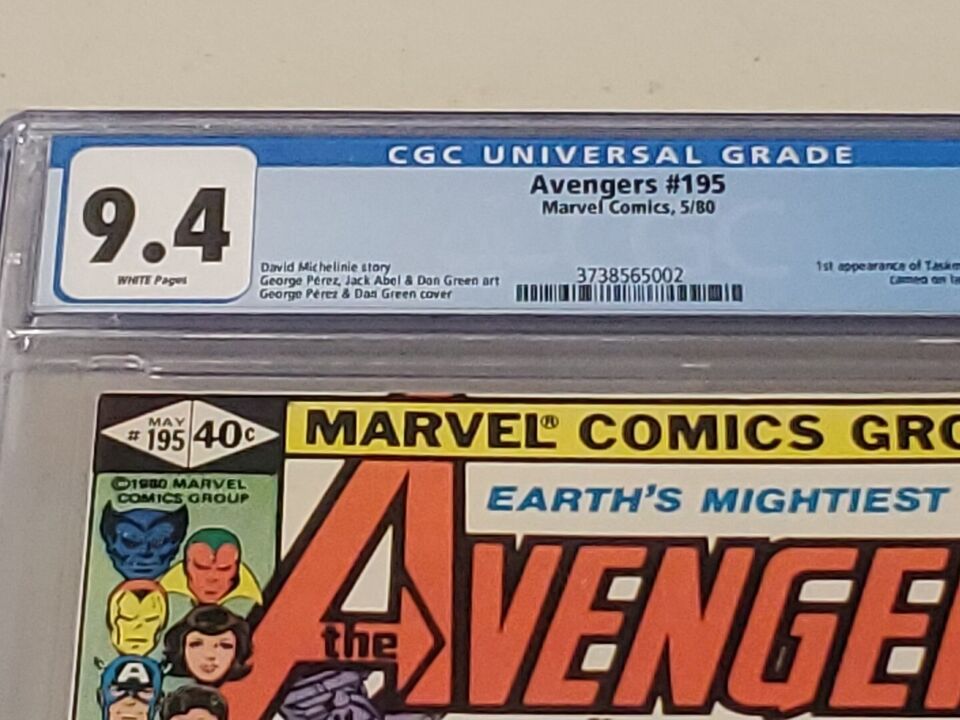 CGC UNIVERSAL GRADE
9.4
WHITE Pages
Avengers #195
Marvel Comics, 5/80
David Michelinie story
George Pérez, Jack Abel & Dan Green art
George Pérez & Dan Green cover
3738565002
1st appearance of Taskm
cameo on la
MAY
# 195 40¢
MARVEL® COMICS GRO
©1980 MARVEL
COMICS GROUP
EARTH'S MIGHTIEST
the AVENGE
A